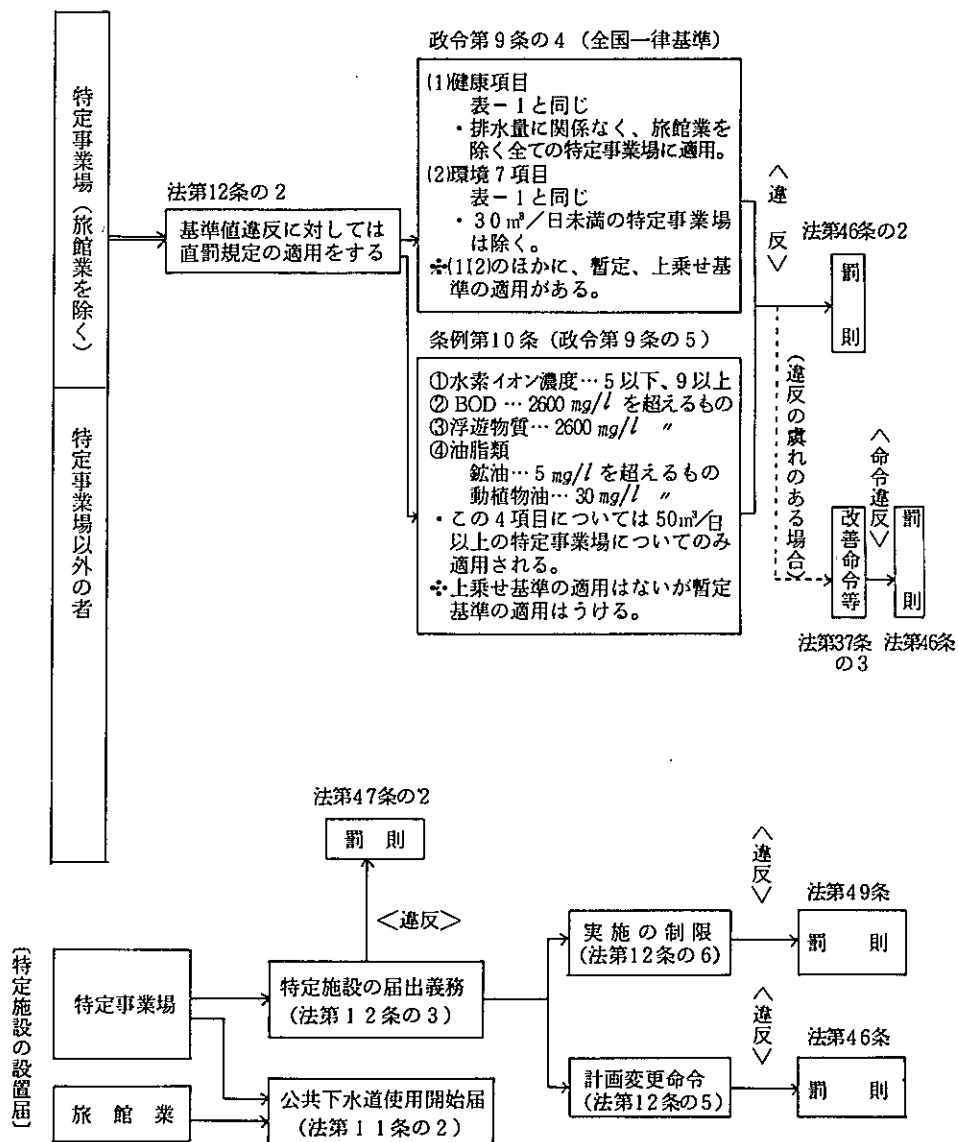 特定事業場（旅館業を除く）
特定事業場以外の者
法第12条の2
基準値違反に対しては
直罰規定の適用をする
政令第9条の4（全国一律基準）
(1)健康項目
表－1と同じ
・排水量に関係なく、旅館業を
除く全ての特定事業場に適用。
(2)環境7項目
表－1と同じ
・30㎥／日未満の特定事業場
は除く。
※(1)(2)のほかに、暫定、上乗せ基
準の適用がある。
条例第10条（政令第9条の5）
①水素イオン濃度…5以下、9以上
②BOD…2600mg/lを超えるもの
③浮遊物質…2600mg/l 〃
④油脂類
鉱油…5mg/lを超えるもの
動植物油…30mg/l 〃
・この4項目については50㎥/日
以上の特定事業場についてのみ
適用される。
※上乗せ基準の適用はないが暫定
基準の適用はうける。
＜違反＞
法第46条の2
罰則
（違反の虞れのある場合）
改善命令等
＜命令違反＞
罰則
法第37条
の3
法第46条
〔特定施設の設置届〕
特定事業場
旅館業
法第47条の2
罰則
＜違反＞
特定施設の届出義務
（法第12条の3）
公共下水道使用開始届
（法第11条の2）
実施の制限
（法第12条の6）
＜違反＞
法第49条
罰則
計画変更命令
（法第12条の5）
＜違反＞
法第46条
罰則